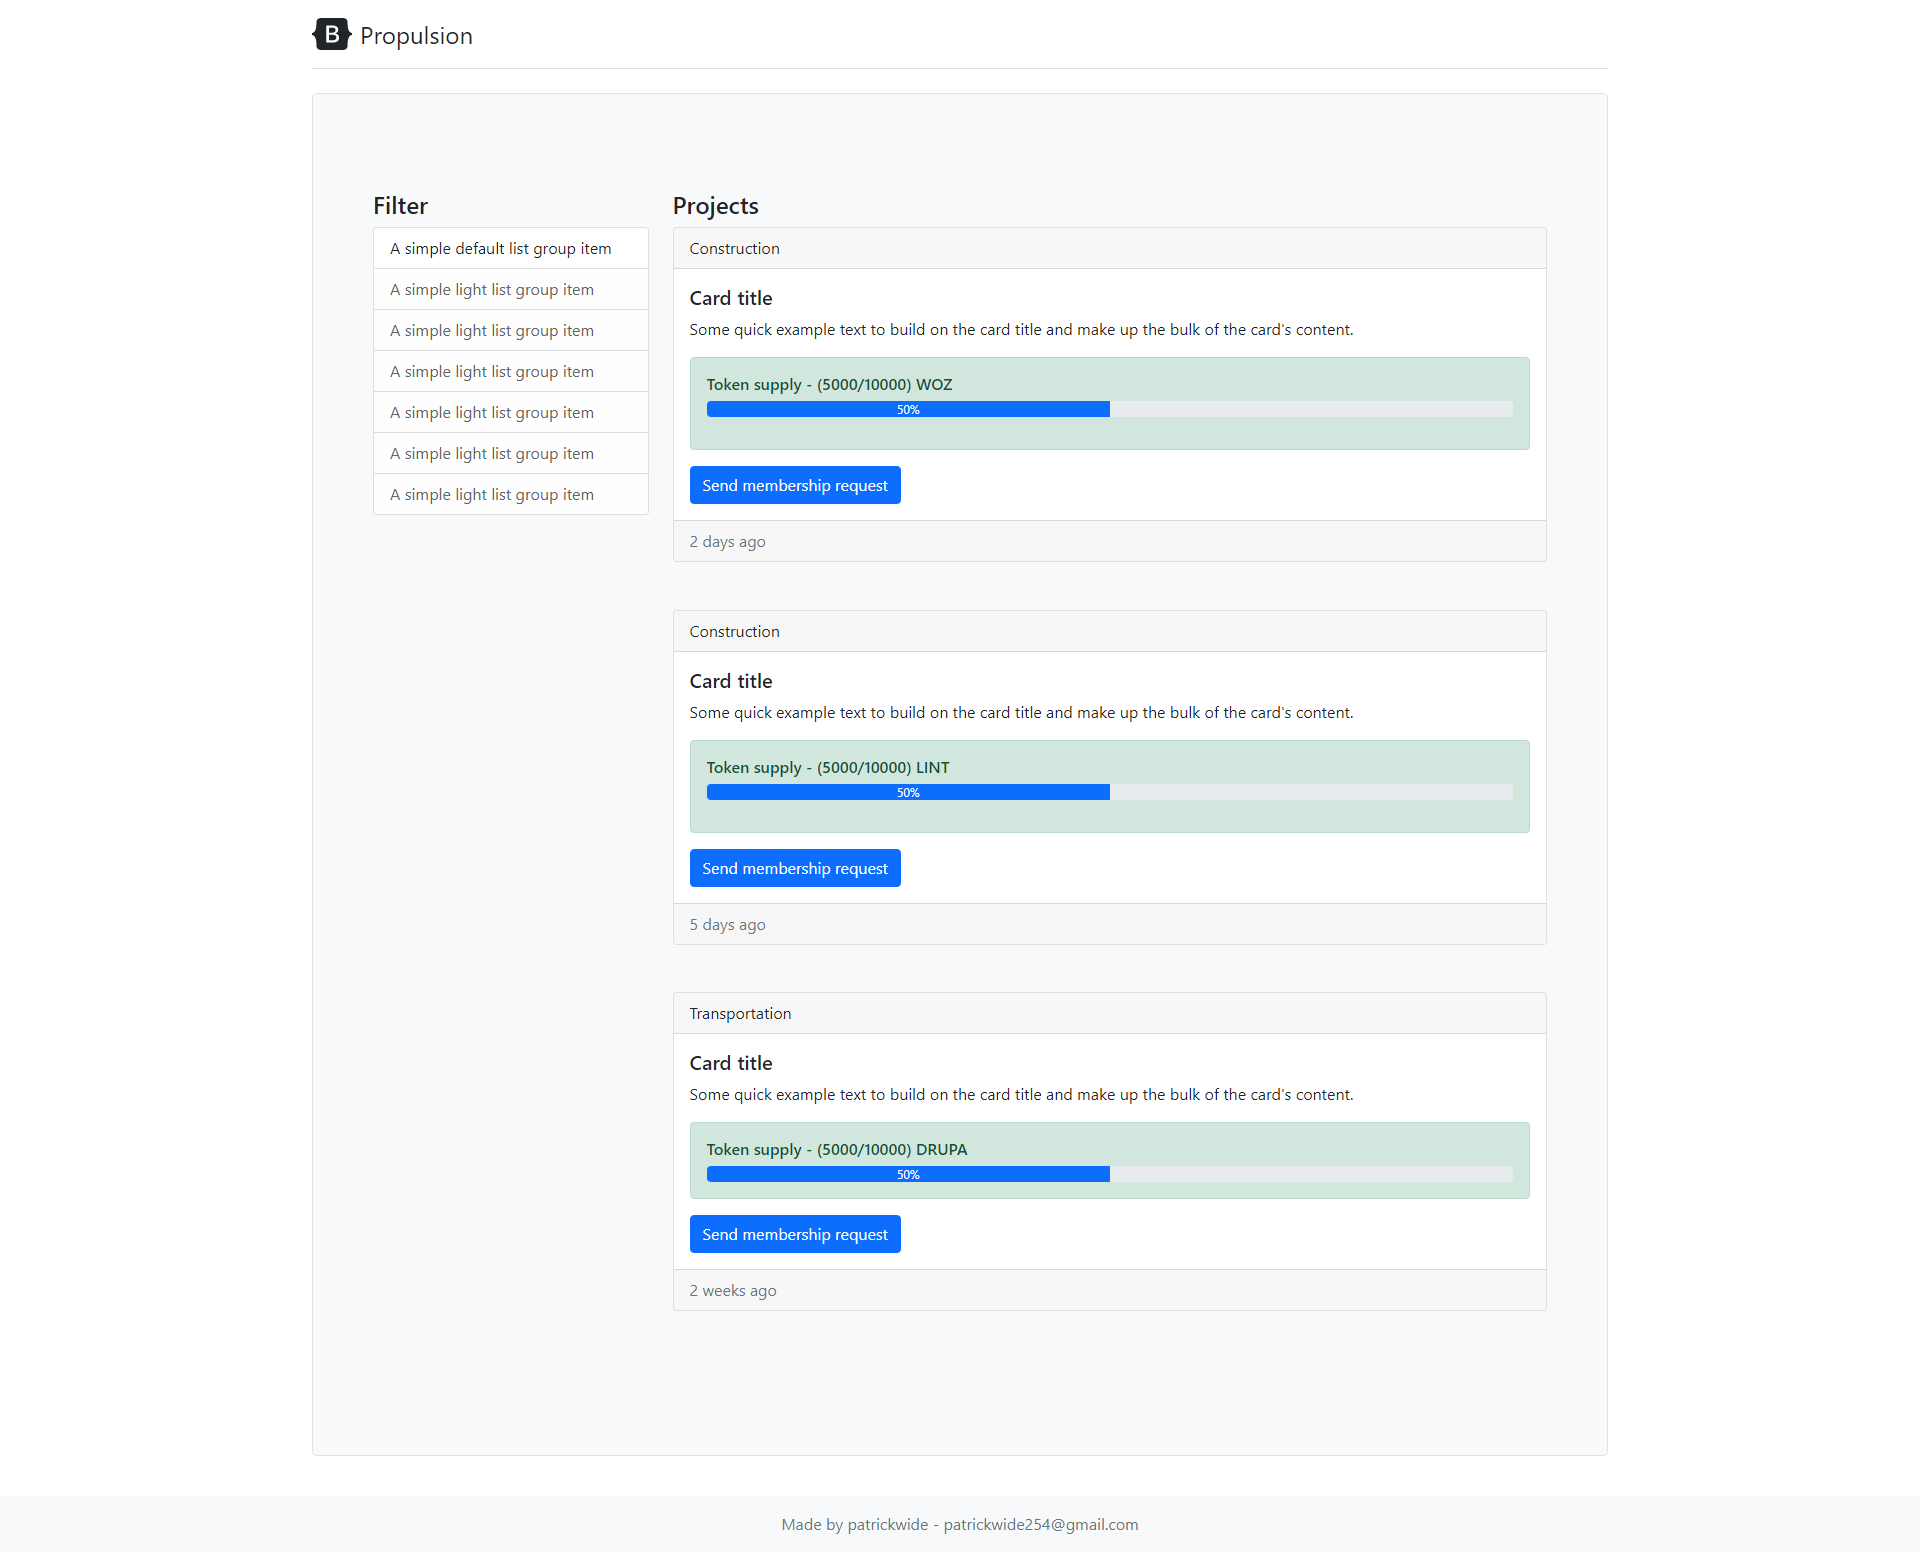 B Propulsion
Filter
A simple default list group item
A simple light list group item
A simple light list group item
A simple light list group item
A simple light list group item
A simple light list group item
A simple light list group item
Projects
Construction
Card title
Some quick example text to build on the card title and make up the bulk of the card's content.
Token supply - (5000/10000) WOZ
50%
Send membership request
2 days ago
Construction
Card title
Some quick example text to build on the card title and make up the bulk of the card's content.
Token supply - (5000/10000) LINT
50%
Send membership request
5 days ago
Transportation
Card title
Some quick example text to build on the card title and make up the bulk of the card's content.
Token supply - (5000/10000) DRUPA
50%
Send membership request
2 weeks ago
Made by patrickwide - patrickwide254@gmail.com